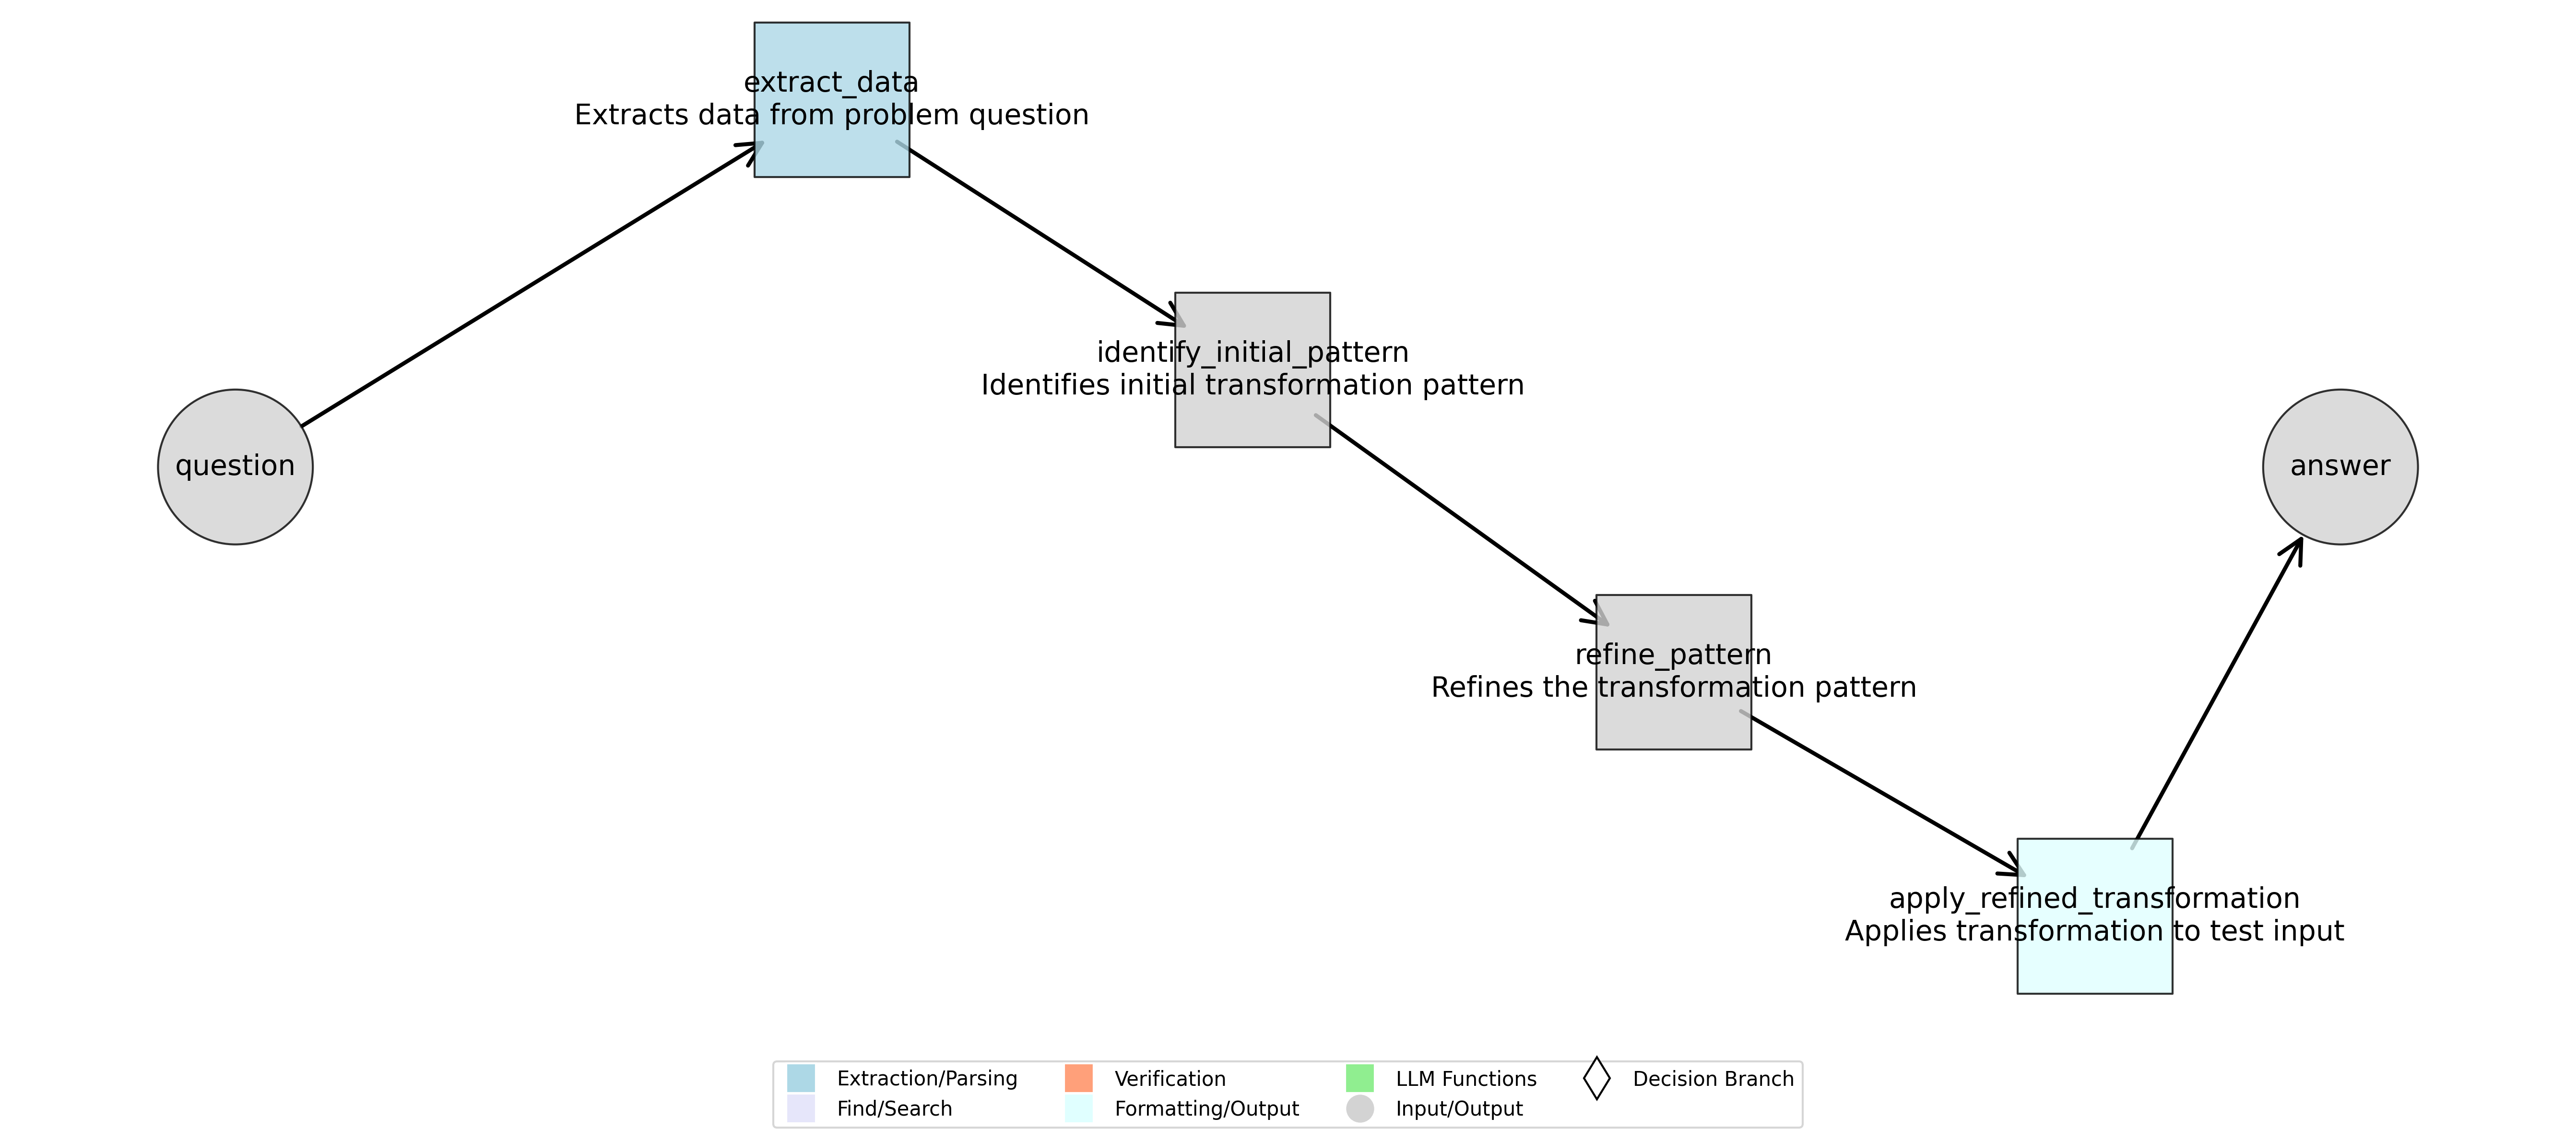 extract_data
Extracts data from problem question
identify_initial_pattern
Identifies initial transformation pattern
question
answer
refine_pattern
Refines the transformation pattern
apply_refined_transformation
Applies transformation to test input
Extraction/Parsing
Find/Search
Verification
Formatting/Output
LLM Functions
Input/Output
Decision Branch